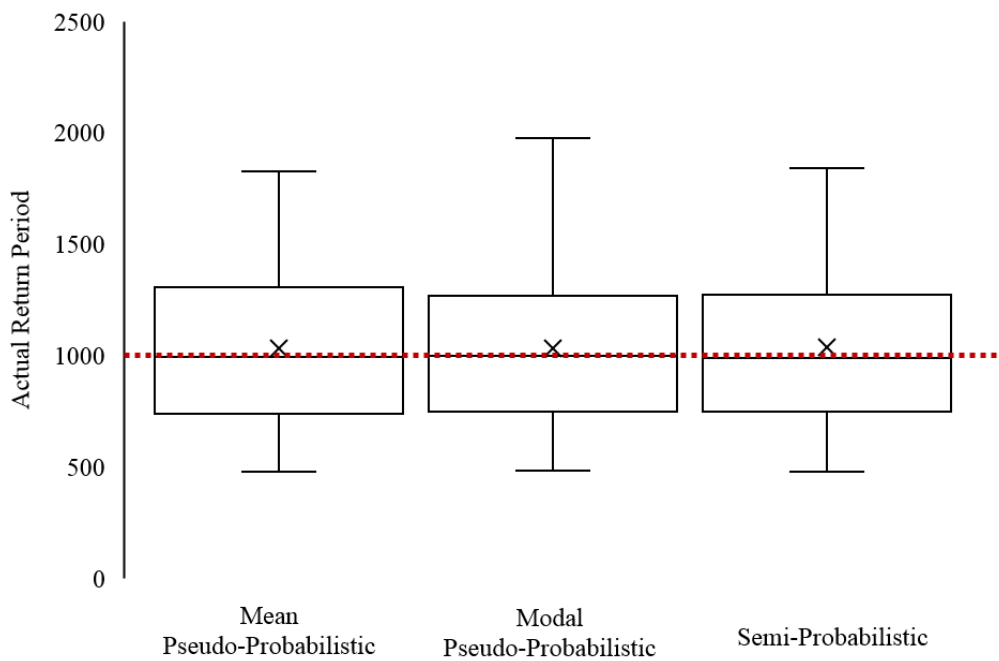 2500
2000
1500
1000
500
0
Actual Return Period
Mean
Pseudo-Probabilistic
Modal
Pseudo-Probabilistic
Semi-Probabilistic